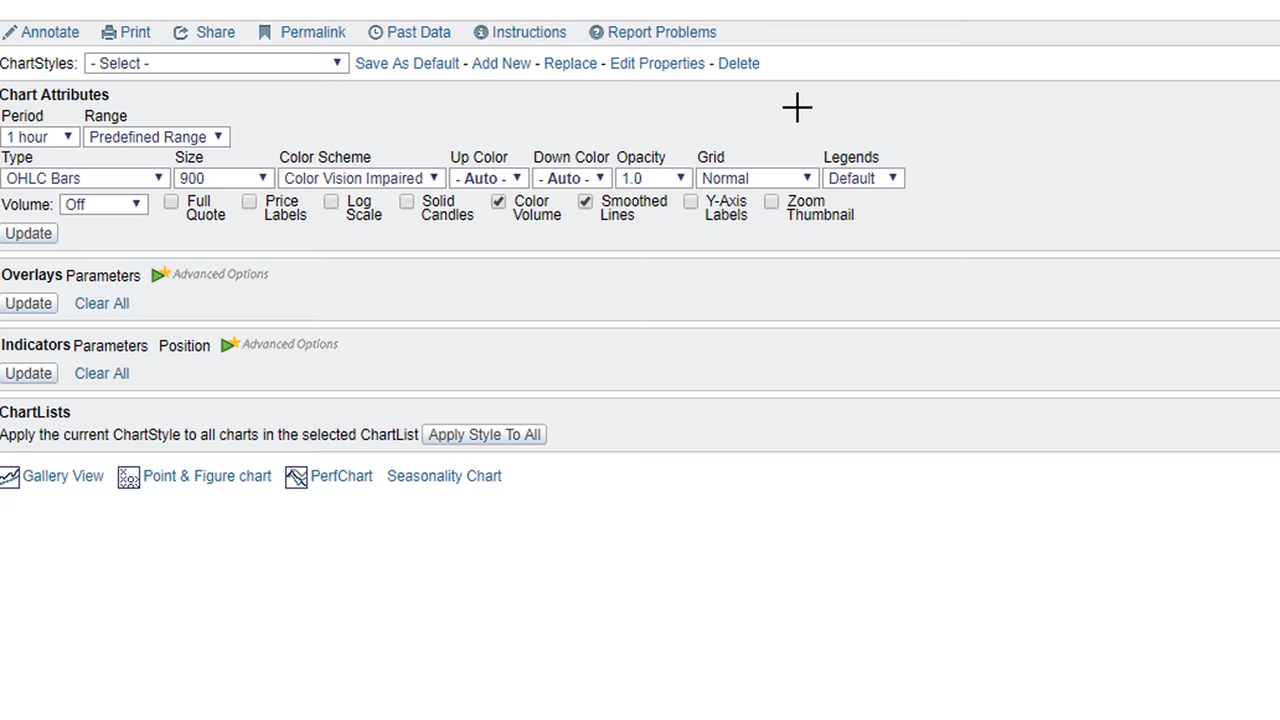 Annotate Print Share Permalink Past Data Instructions Report Problems
ChartStyles: - Select - Save As Default - Add New - Replace - Edit Properties - Delete
Chart Attributes
Period Range
1 hour Predefined Range
Type Size Color Scheme Up Color Down Color Opacity Grid Legends
OHLC Bars 900 Color Vision Impaired - Auto - - Auto - 1.0 Normal Default
Volume: Off Full Quote Price Labels Log Scale Solid Candles Color Volume Smoothed Lines Y-Axis Labels Zoom Thumbnail
Update
Overlays Parameters Advanced Options
Update Clear All
Indicators Parameters Position Advanced Options
Update Clear All
ChartLists
Apply the current ChartStyle to all charts in the selected ChartList Apply Style To All
Gallery View Point & Figure chart PerfChart Seasonality Chart